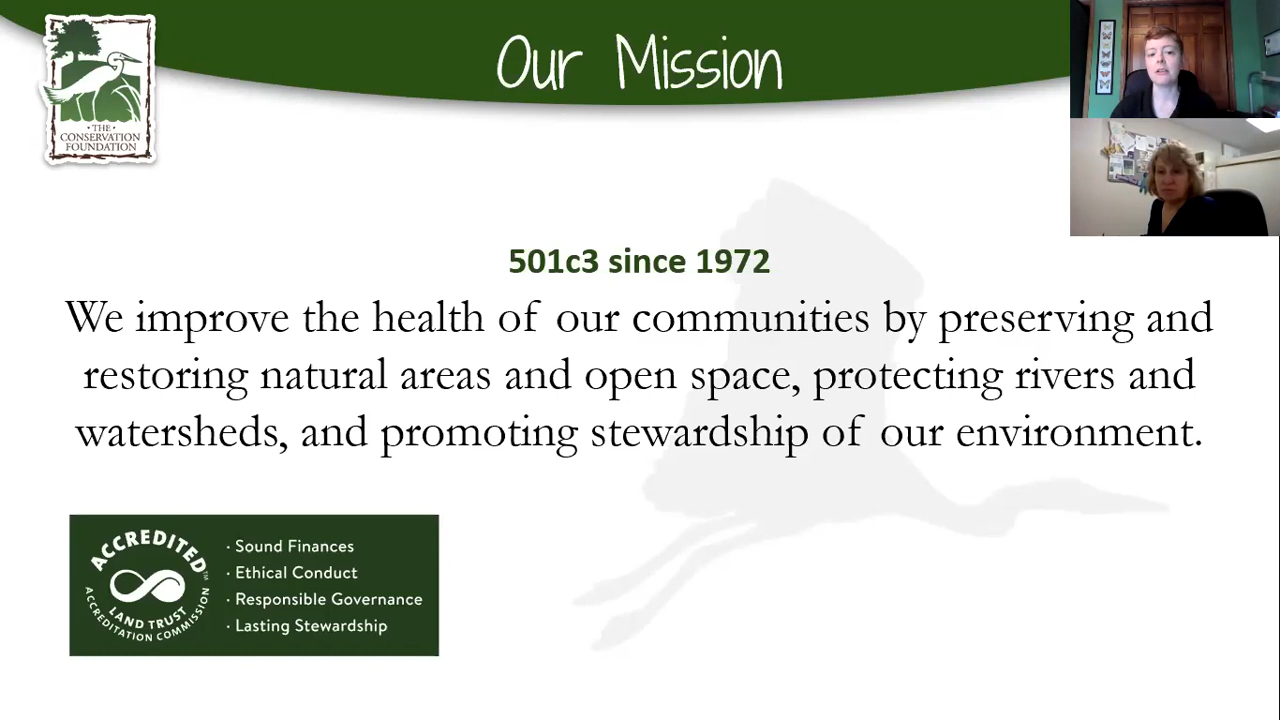 Our Mission
· THE ·
CONSERVATION
FOUNDATION
501c3 since 1972
We improve the health of our communities by preserving and
restoring natural areas and open space, protecting rivers and
watersheds, and promoting stewardship of our environment.
ACCREDITED™
LAND TRUST
ACCREDITATION COMMISSION
· Sound Finances
· Ethical Conduct
· Responsible Governance
· Lasting Stewardship